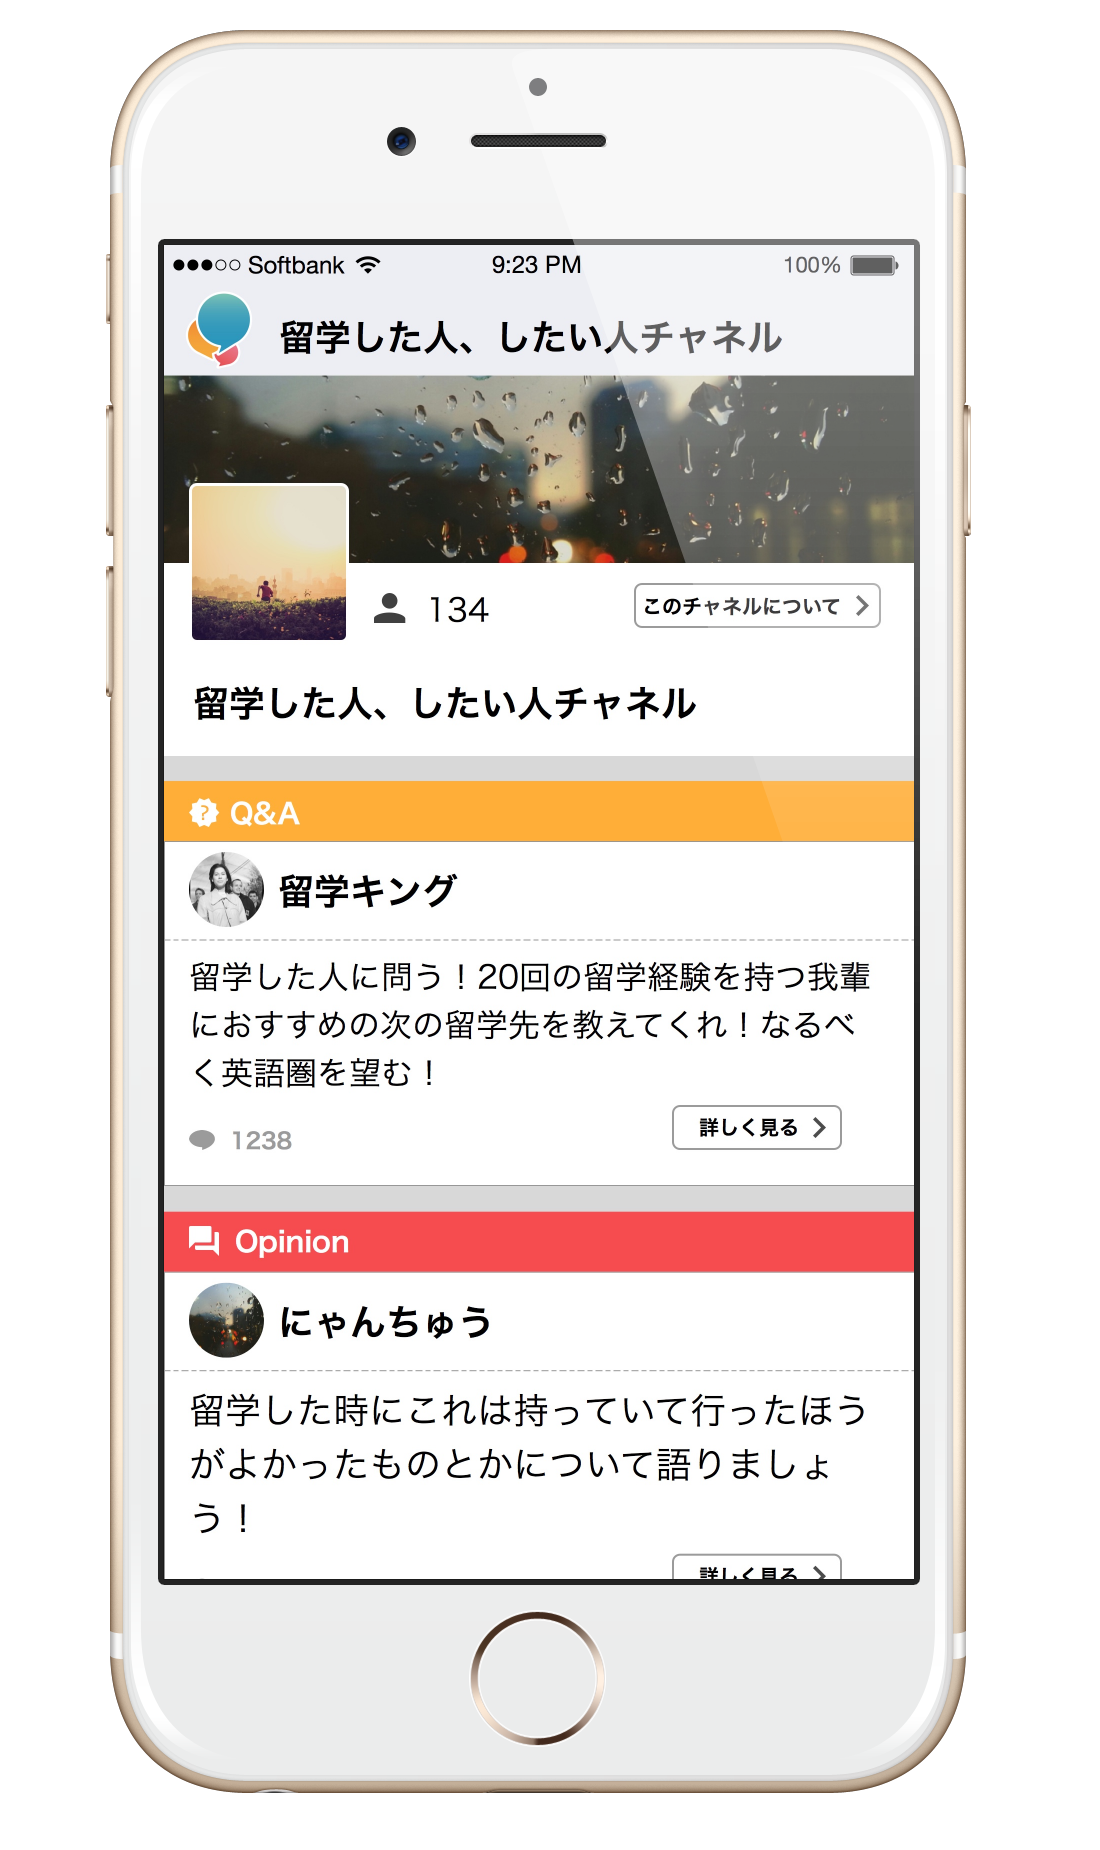 Softbank 9:23 PM 100%
留学した人、したい人チャネル
134
このチャネルについて
留学した人、したい人チャネル
Q&A
留学キング
留学した人に問う！20回の留学経験を持つ我輩
におすすめの次の留学先を教えてくれ！なるべ
く英語圏を望む！
1238
詳しく見る
Opinion
にゃんちゅう
留学した時にこれは持っていて行ったほう
がよかったものとかについて語りましょ
う！
詳しく見る